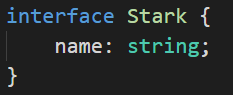 interface Stark {
    name: string;
}